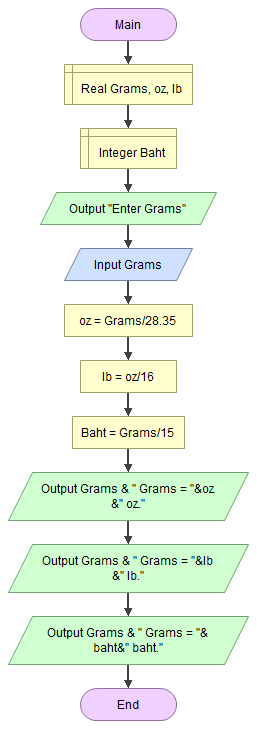 Main
Real Grams, oz, lb
Integer Baht
Output "Enter Grams"
Input Grams
oz = Grams/28.35
lb = oz/16
Baht = Grams/15
Output Grams & " Grams = "&oz
&" oz."
Output Grams & " Grams = "&lb
&" lb."
Output Grams & " Grams = "&
baht&" baht."
End